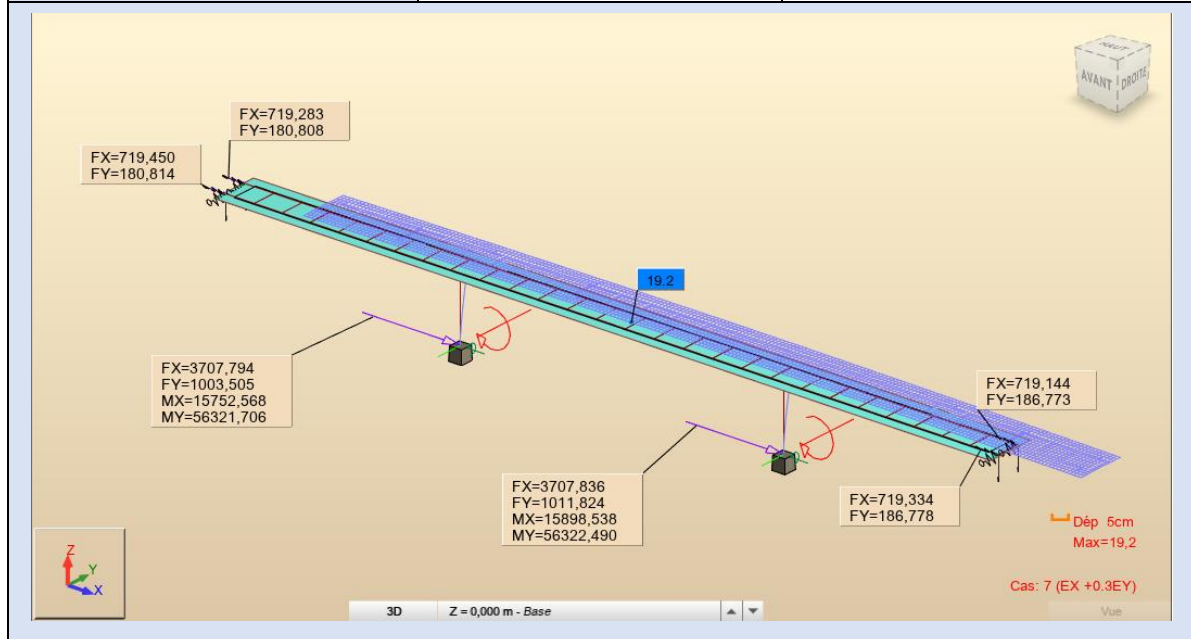 HAUT
AVANT
DROITE
FX=719,283
FY=180,808
FX=719,450
FY=180,814
19.2
FX=3707,794
FY=1003,505
MX=15752,568
MY=56321,706
FX=719,144
FY=186,773
FX=3707,836
FY=1011,824
MX=15898,538
MY=56322,490
FX=719,334
FY=186,778
Dép 5cm
Max=19,2
Z
Y
X
Cas: 7 (EX +0.3EY)
3D Z = 0,000 m - Base
Vue